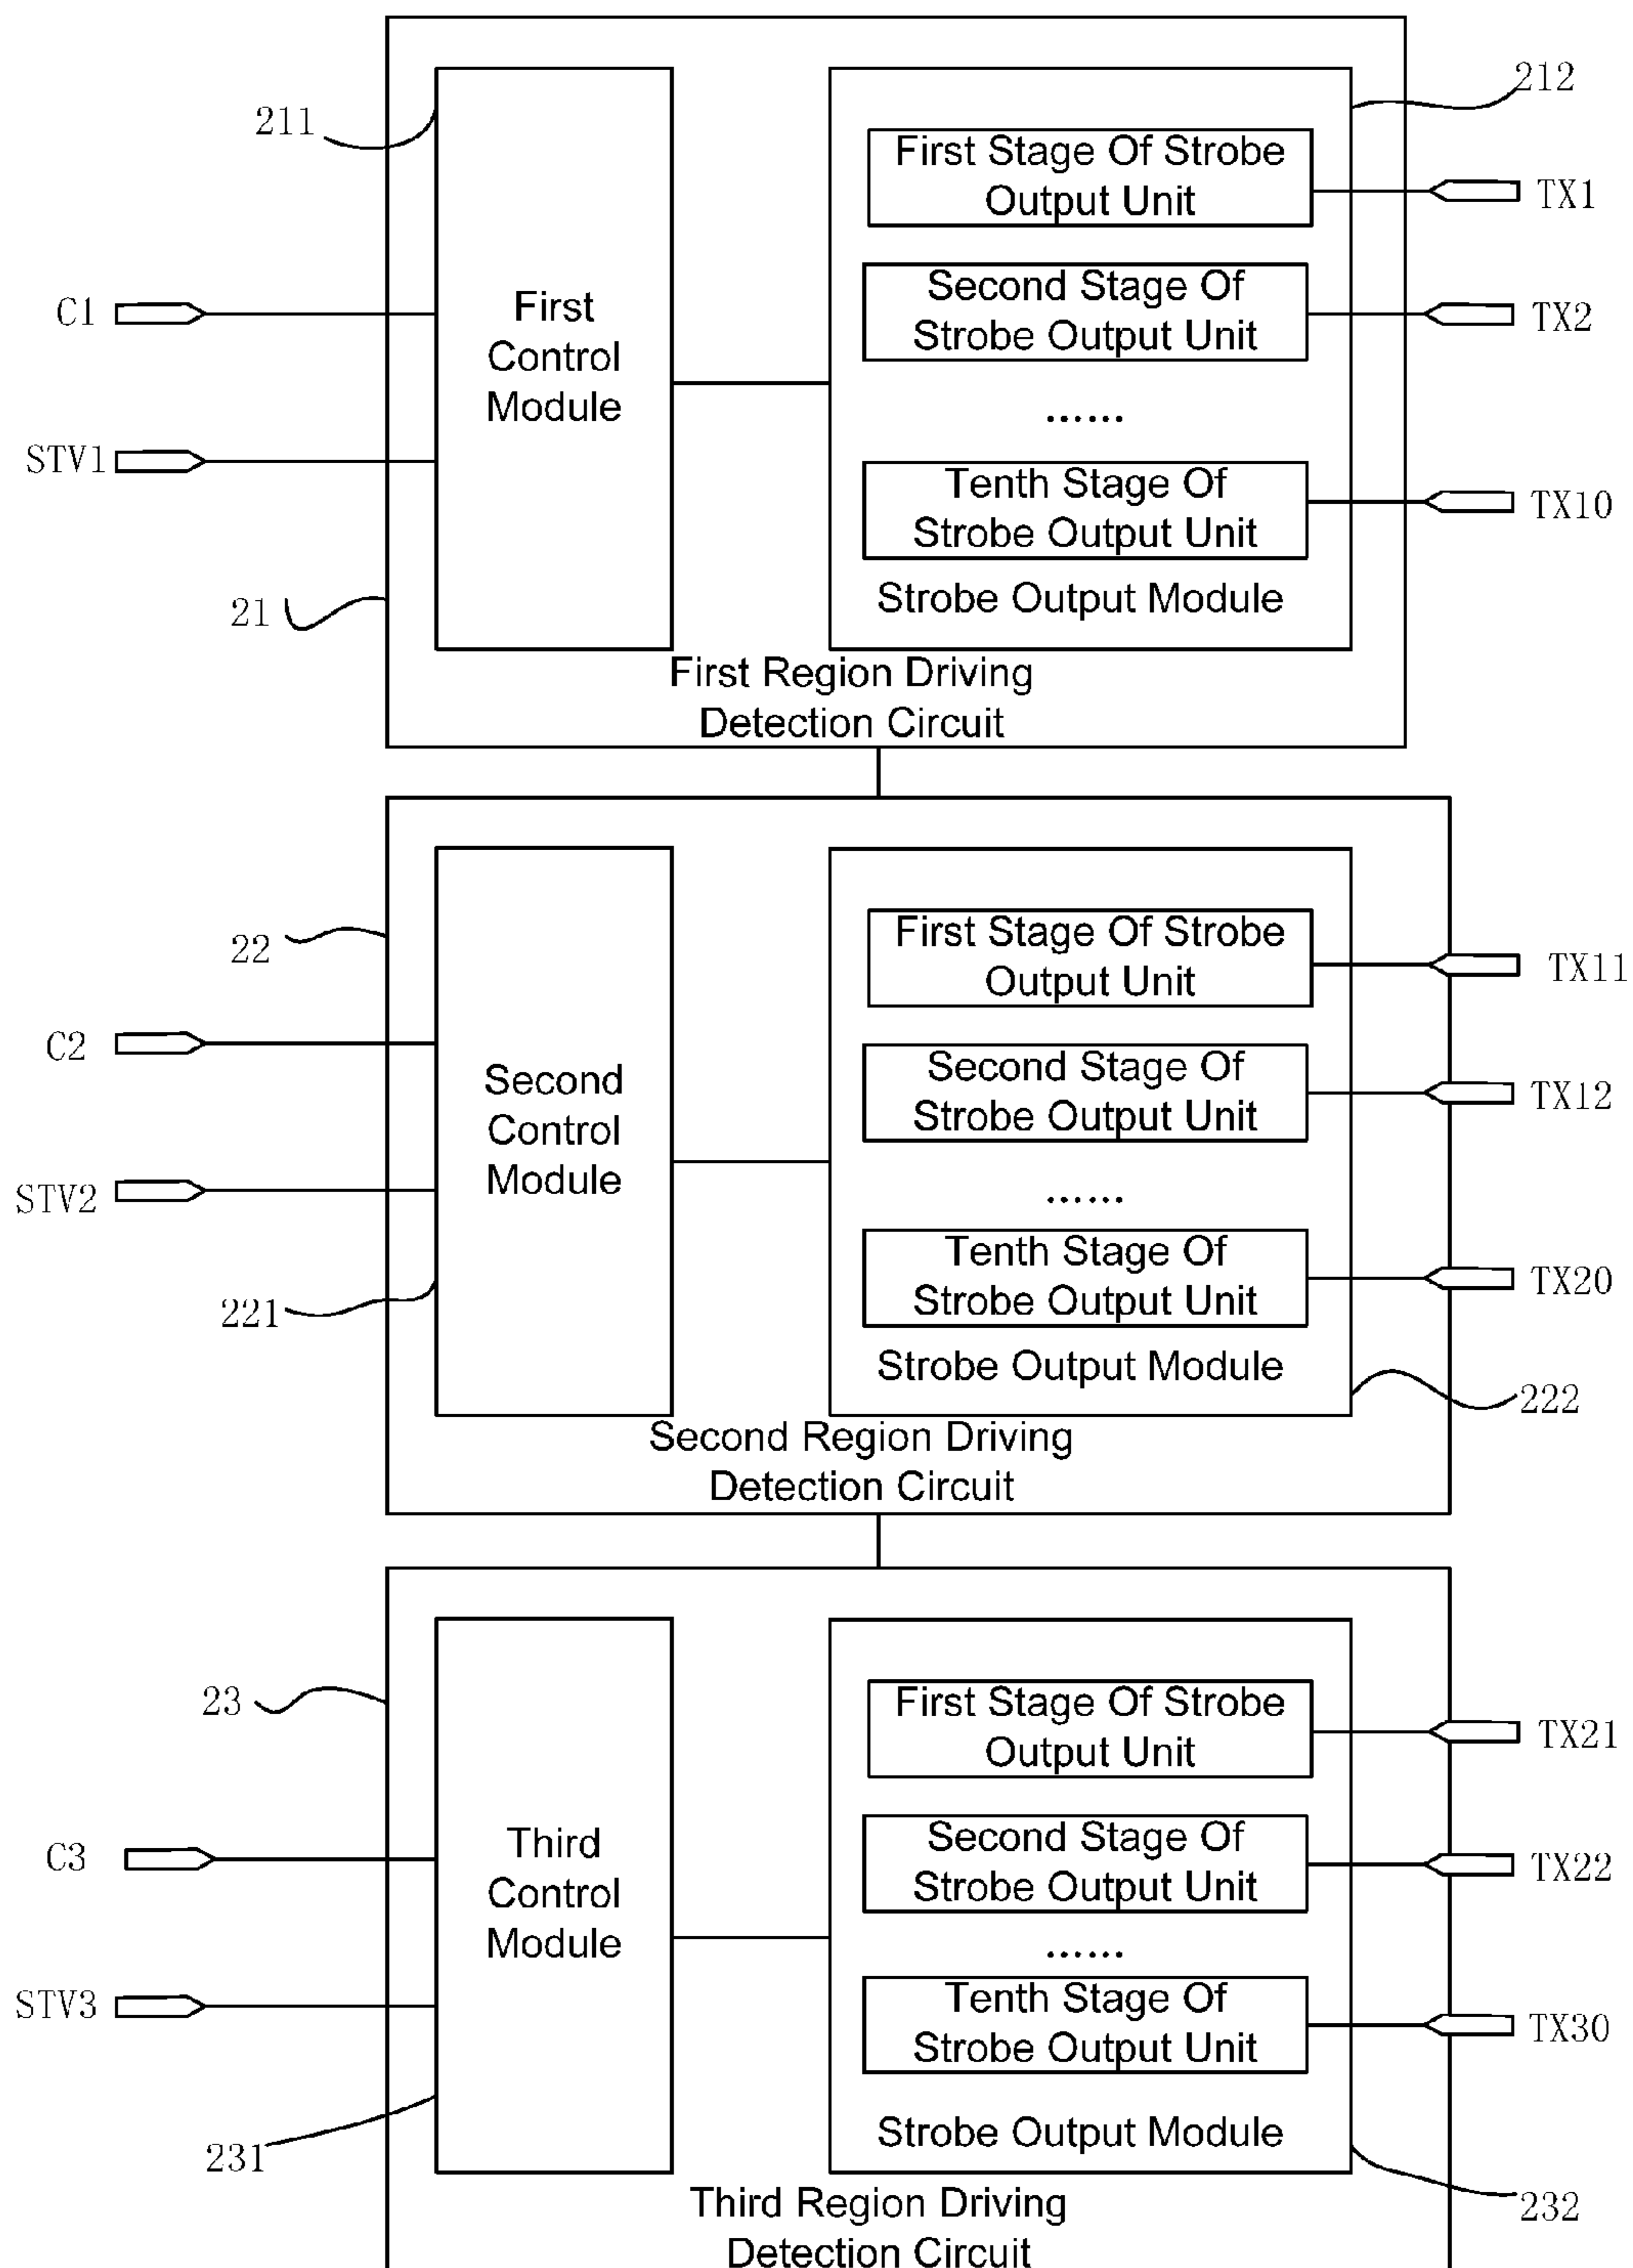 212
211
First Stage Of Strobe
Output Unit
TX1
Second Stage Of
Strobe Output Unit
TX2
C1
First
Control
Module
......
STV1
Tenth Stage Of
Strobe Output Unit
TX10
21
Strobe Output Module
First Region Driving
Detection Circuit
22
First Stage Of Strobe
Output Unit
TX11
C2
Second Stage Of
Strobe Output Unit
TX12
Second
Control
Module
STV2
......
Tenth Stage Of
Strobe Output Unit
TX20
221
Strobe Output Module
222
Second Region Driving
Detection Circuit
23
First Stage Of Strobe
Output Unit
TX21
C3
Second Stage Of
Strobe Output Unit
TX22
Third
Control
Module
......
STV3
Tenth Stage Of
Strobe Output Unit
TX30
231
Strobe Output Module
232
Third Region Driving
Detection Circuit